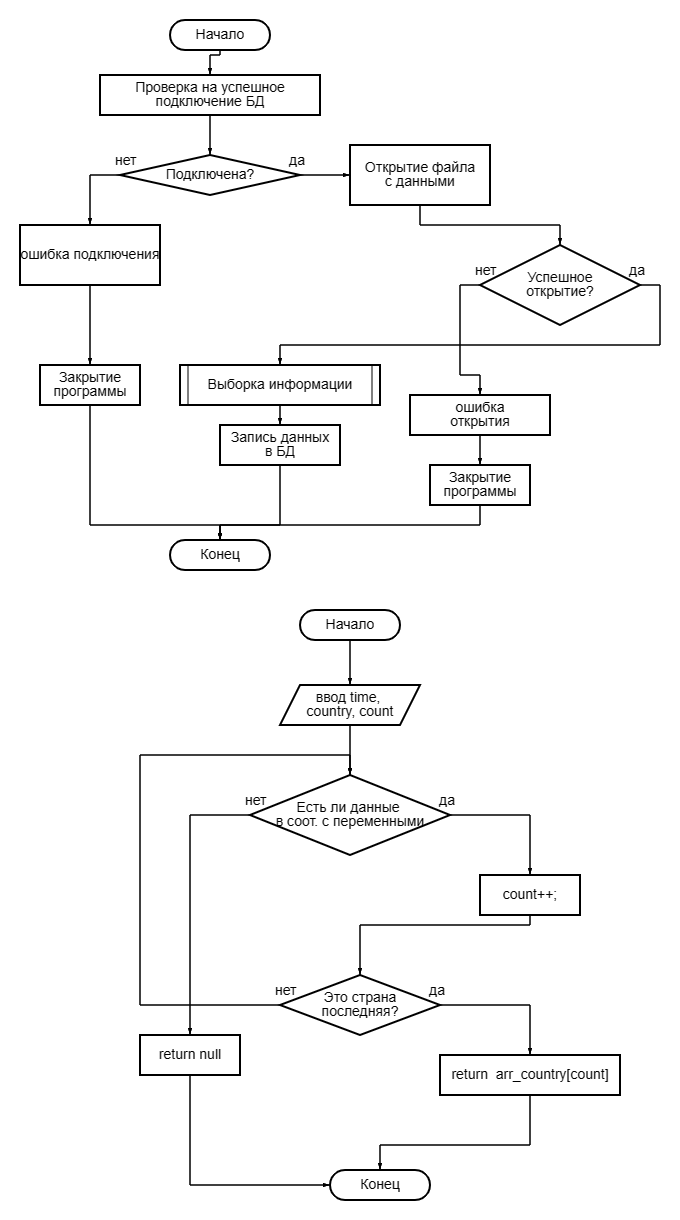 Начало
Проверка на успешное
подключение БД
нет
да
Подключена?
Открытие файла
с данными
ошибка подключения
нет
да
Успешное
открытие?
Закрытие
программы
Выборка информации
ошибка
открытия
Запись данных
в БД
Закрытие
программы
Конец
Начало
ввод time,
country, count
нет
да
Есть ли данные
в соот. с переменными
count++;
нет
да
Это страна
последняя?
return null
return arr_country[count]
Конец